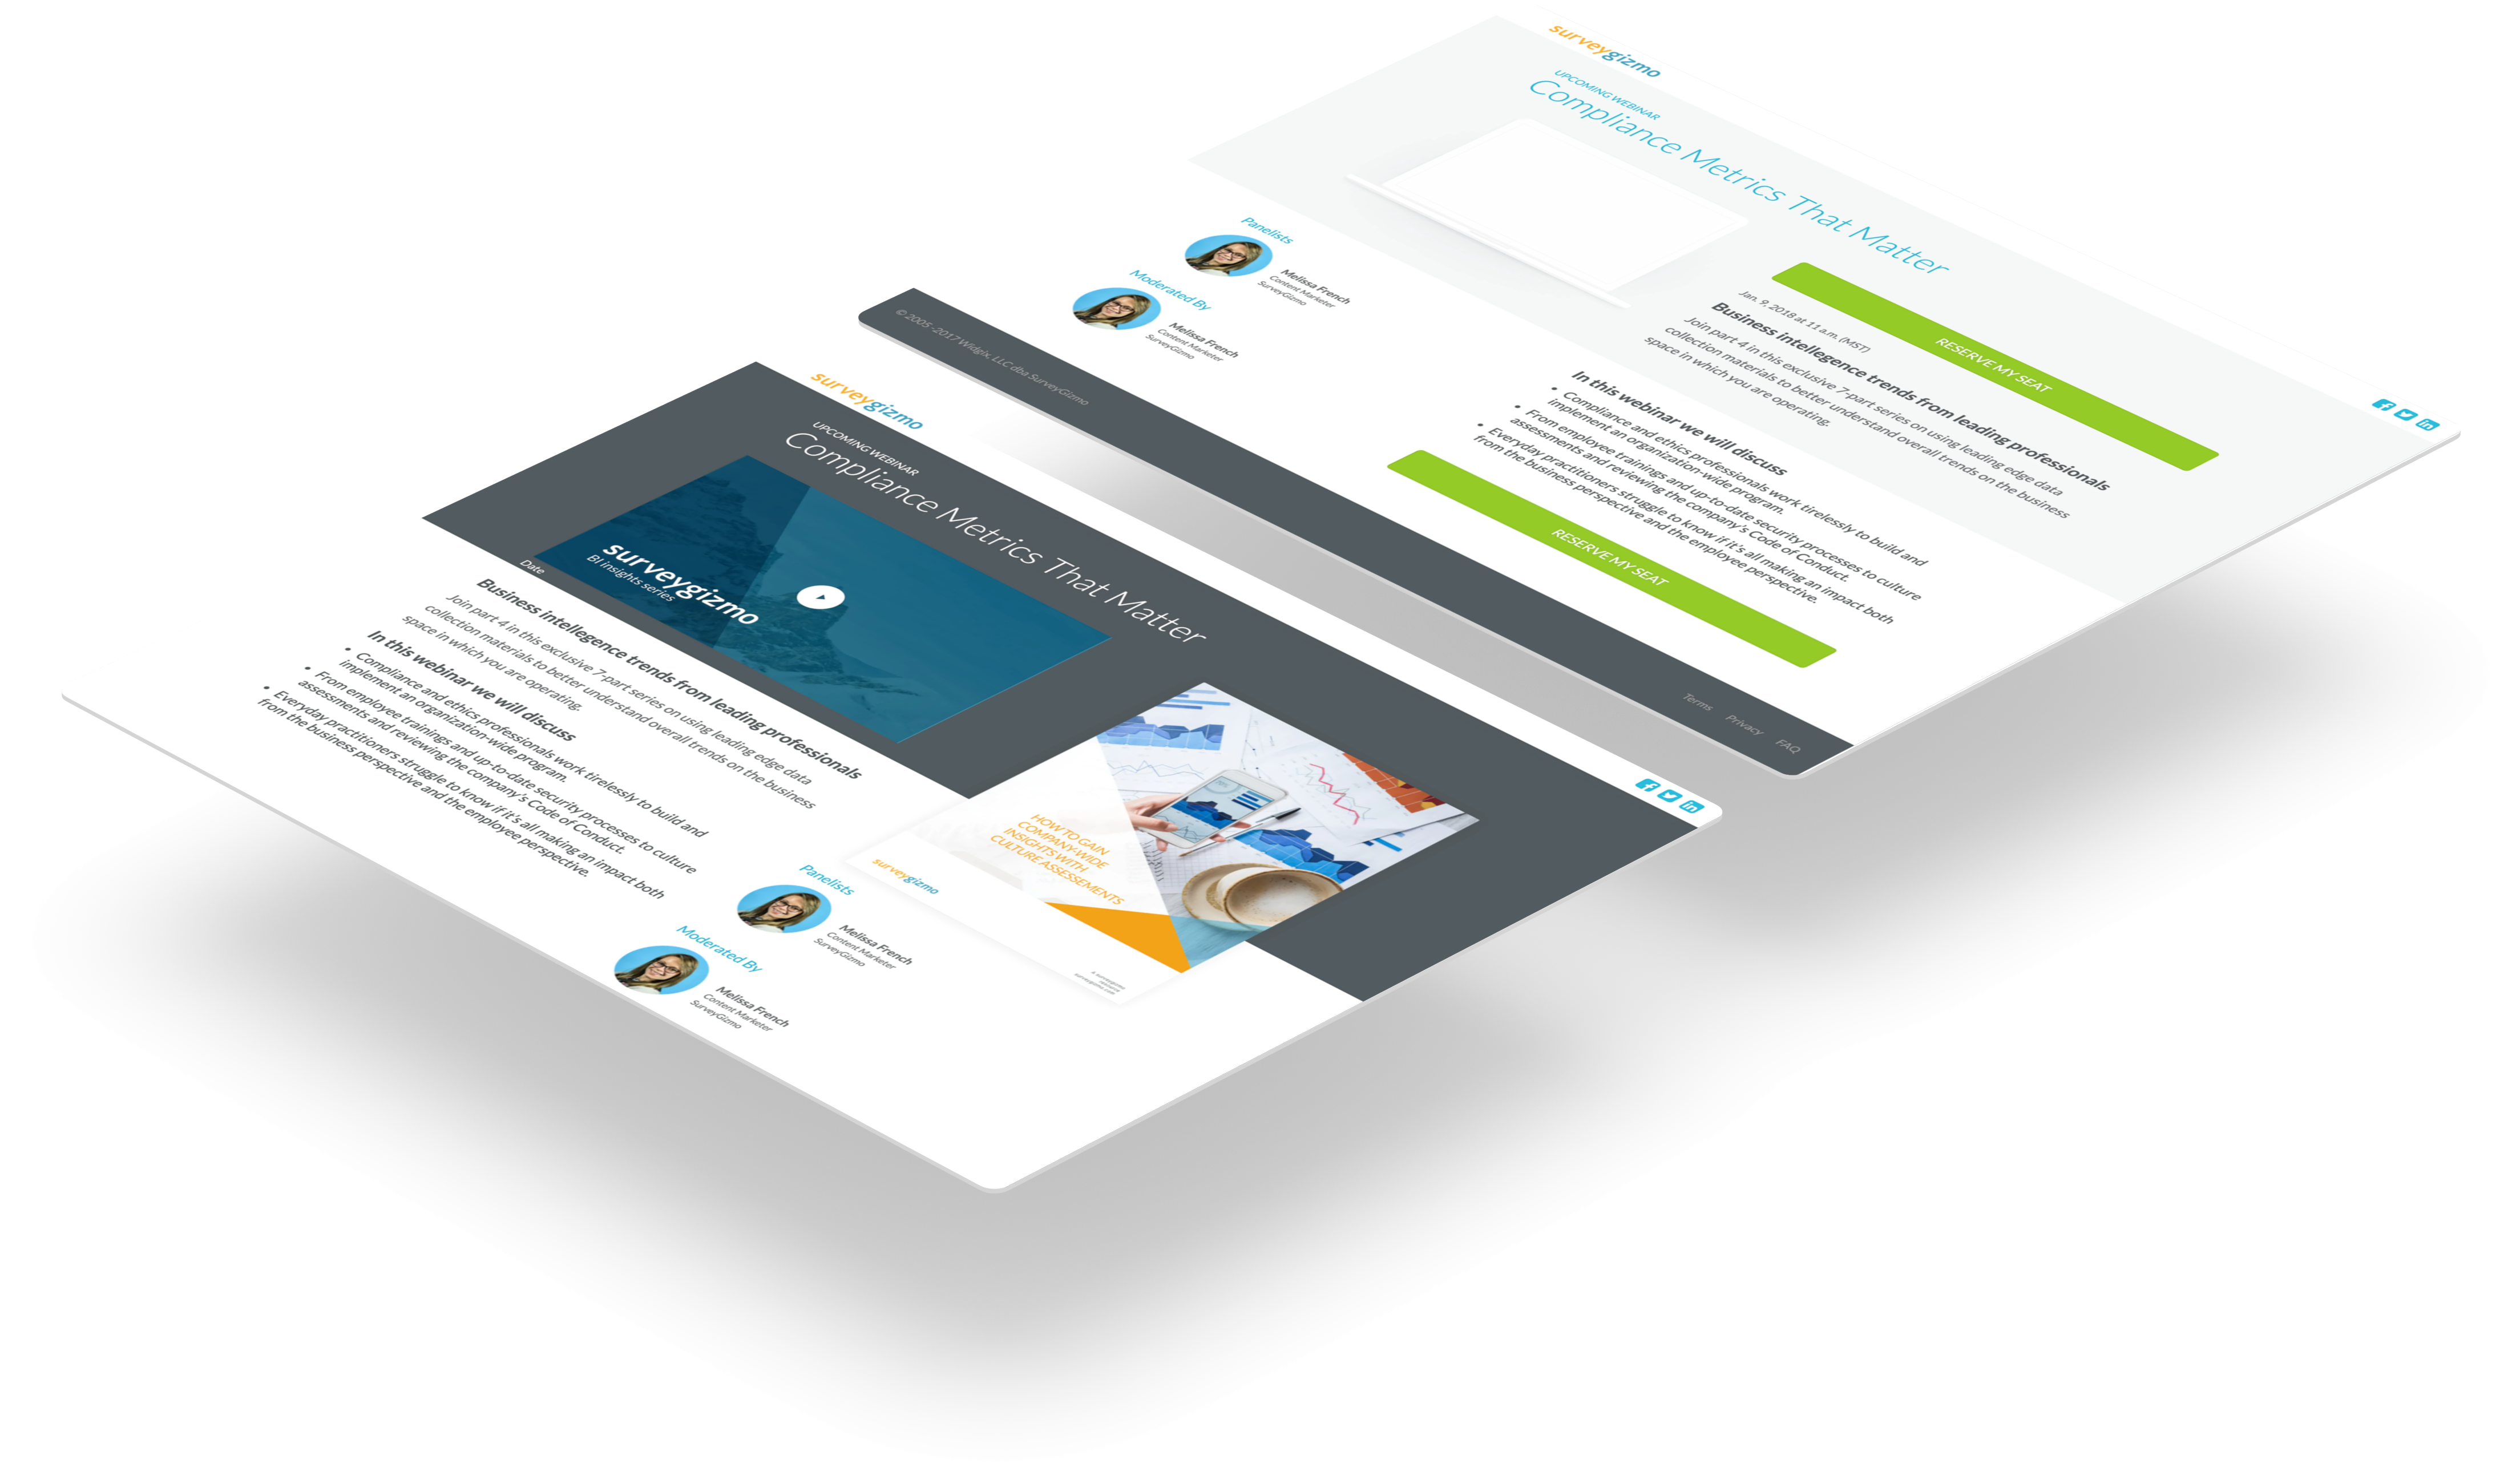 surveygizmo
UPCOMING WEBINAR
Compliance Metrics That Matter
RESERVE MY SEAT
Jan. 9, 2018 at 11 a.m. (MST)
Business intellegence trends from leading professionals
Join part 4 in this exclusive 7-part series on using leading edge data
collection materials to better understand overall trends on the business
space in which you are operating.
In this webinar we will discuss
• Compliance and ethics professionals work tirelessly to build and
implement an organization-wide program.
• From employee trainings and up-to-date security processes to culture
assessments and reviewing the company's Code of Conduct.
• Everyday practitioners struggle to know if it's all making an impact both
from the business perspective and the employee perspective.
RESERVE MY SEAT
Panelists
Melissa French
Content Marketer
SurveyGizmo
Moderated By
Melissa French
Content Marketer
SurveyGizmo
© 2005-2017 Widgix, LLC dba SurveyGizmo
Terms Privacy FAQ
surveygizmo
UPCOMING WEBINAR
Compliance Metrics That Matter
surveygizmo
BI insights series
Date
Business intellegence trends from leading professionals
Join part 4 in this exclusive 7-part series on using leading edge data
collection materials to better understand overall trends on the business
space in which you are operating.
In this webinar we will discuss
• Compliance and ethics professionals work tirelessly to build and
implement an organization-wide program.
• From employee trainings and up-to-date security processes to culture
assessments and reviewing the company's Code of Conduct.
• Everyday practitioners struggle to know if it's all making an impact both
from the business perspective and the employee perspective.
HOW TO GAIN
COMPANY-WIDE
INSIGHTS WITH
CULTURE ASSESSEMENTS
surveygizmo
Panelists
Melissa French
Content Marketer
SurveyGizmo
Moderated By
Melissa French
Content Marketer
SurveyGizmo